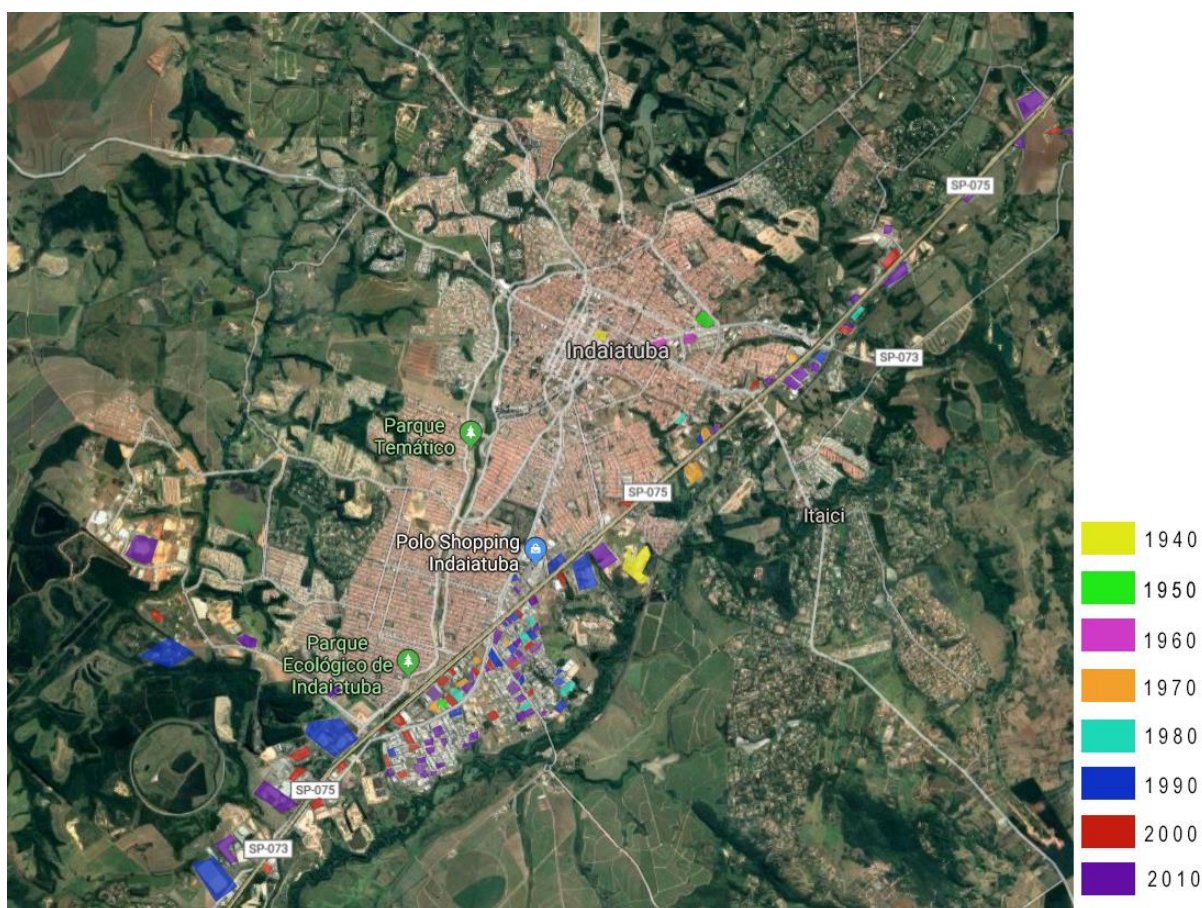 SP-075
Indaiatuba
SP-073
Parque
Temático
SP-075
Itaici
Polo Shopping
Indaiatuba
Parque
Ecológico de
Indaiatuba
SP-075
SP-073
1940
1950
1960
1970
1980
1990
2000
2010